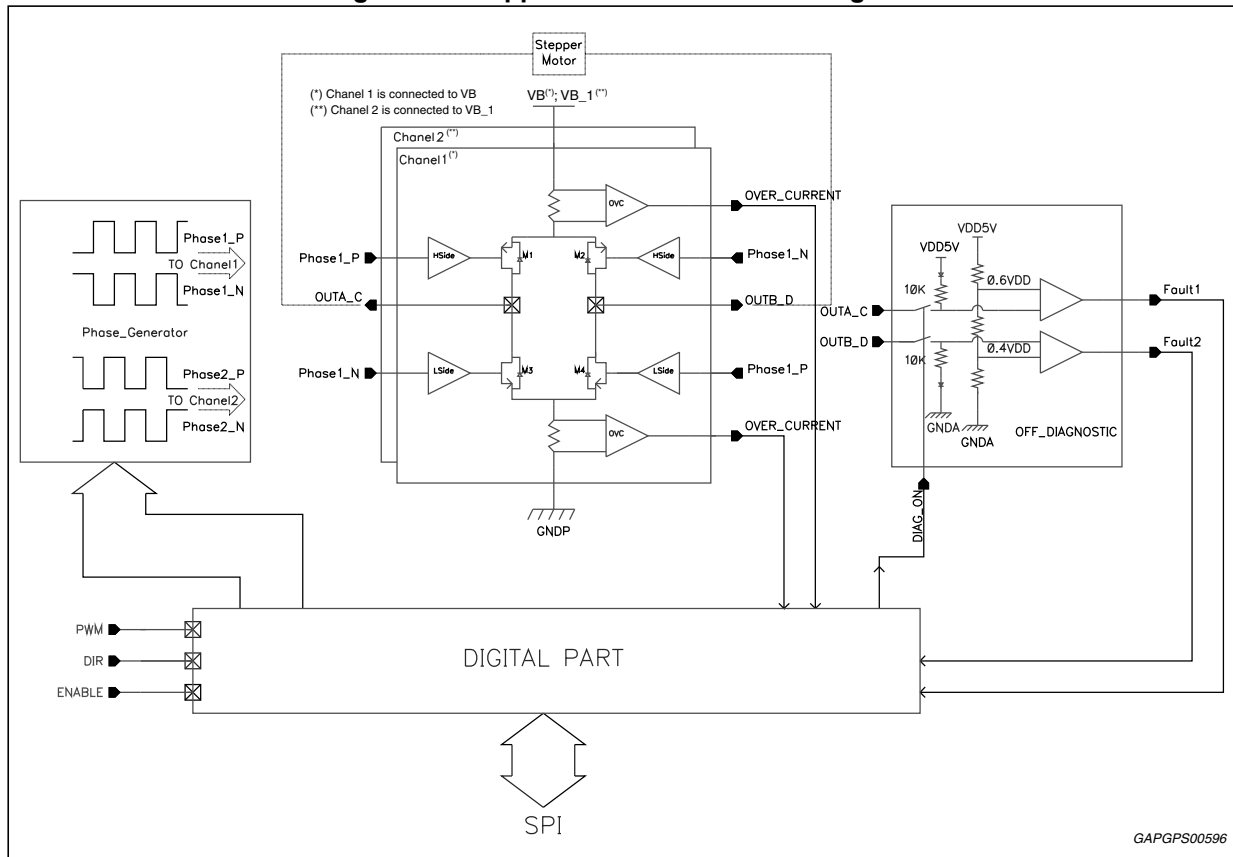 Stepper
Motor
(*) Chanel 1 is connected to VB
(**) Chanel 2 is connected to VB_1
VB(*); VB_1 (**)
Chanel2(**)
Chanel1(*)
OVC
OVER_CURRENT
Phase1_P
HSide
M1
M2
HSide
Phase1_N
OUTA_C
OUTB_D
Phase1_N
LSide
M3
M4
LSide
Phase1_P
OVC
OVER_CURRENT
GNDP
Phase1_P
TO Chanel1
Phase1_N
Phase_Generator
Phase2_P
TO Chanel2
Phase2_N
VDD5V
VDD5V
10K
0.6VDD
OUTA_C
OUTB_D
10K
0.4VDD
GNDA
GNDA
OFF_DIAGNOSTIC
Fault1
Fault2
DIAG_ON
PWM
DIR
ENABLE
DIGITAL PART
SPI
GAPGPS00596